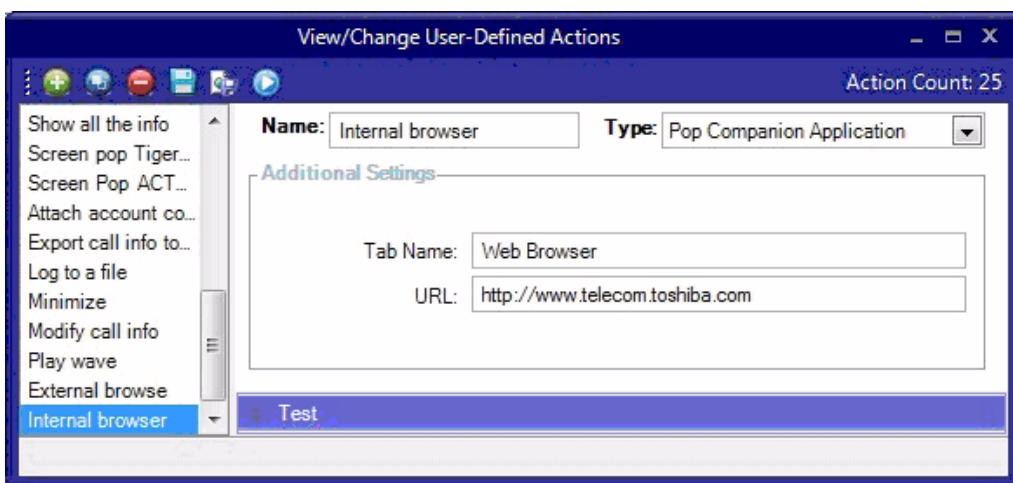 View/Change User-Defined Actions
Action Count: 25
Show all the info
Screen pop Tiger...
Screen Pop ACT...
Attach account co...
Export call info to...
Log to a file
Minimize
Modify call info
Play wave
External browse
Internal browser
Name: Internal browser Type: Pop Companion Application
Additional Settings
Tab Name: Web Browser
URL: http://www.telecom.toshiba.com
Test